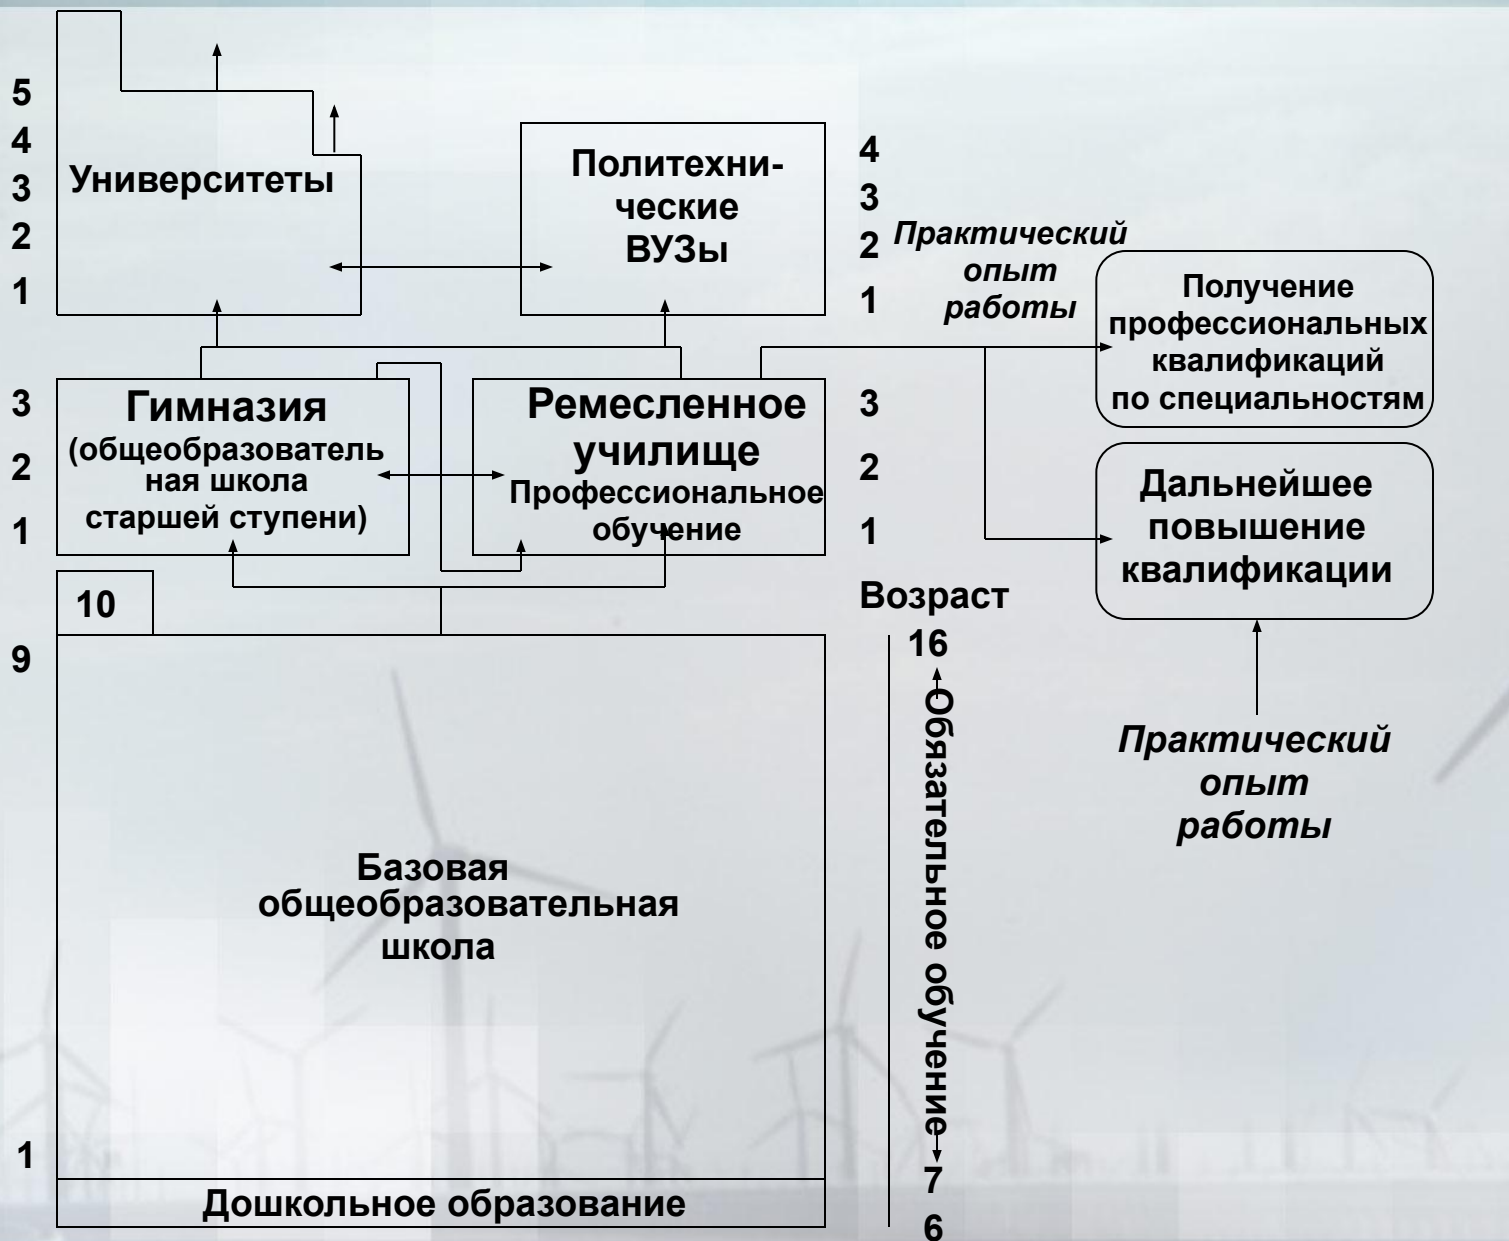 5
4
3
2
1
Университеты
Политехни-
ческие
ВУЗы
4
3
2
1
Практический
опыт
работы
Получение
профессиональных
квалификаций
по специальностям
3
2
1
Гимназия
(общеобразователь
ная школа
старшей ступени)
Ремесленное
училище
Профессиональное
обучение
3
2
1
Дальнейшее
повышение
квалификации
10
Возраст
9
16
Обязательное обучение
Практический
опыт
работы
Базовая
общеобразовательная
школа
1
7
Дошкольное образование
6